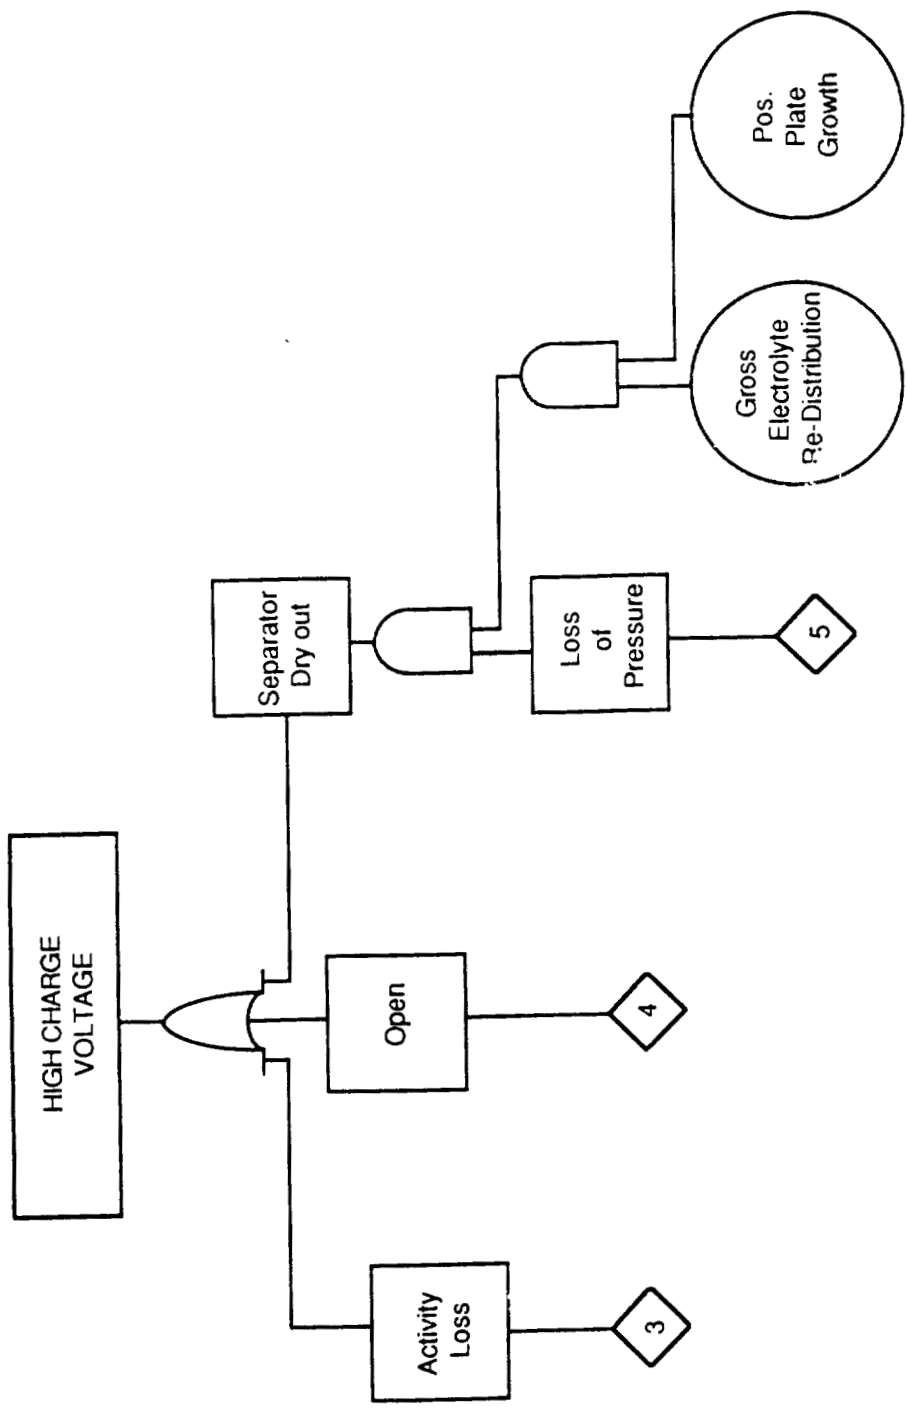 HIGH CHARGE
VOLTAGE
Activity
Loss
3
Open
4
Separator
Dry out
Loss
of
Pressure
5
Gross
Electrolyte
Re-Distribution
Pos.
Plate
Growth